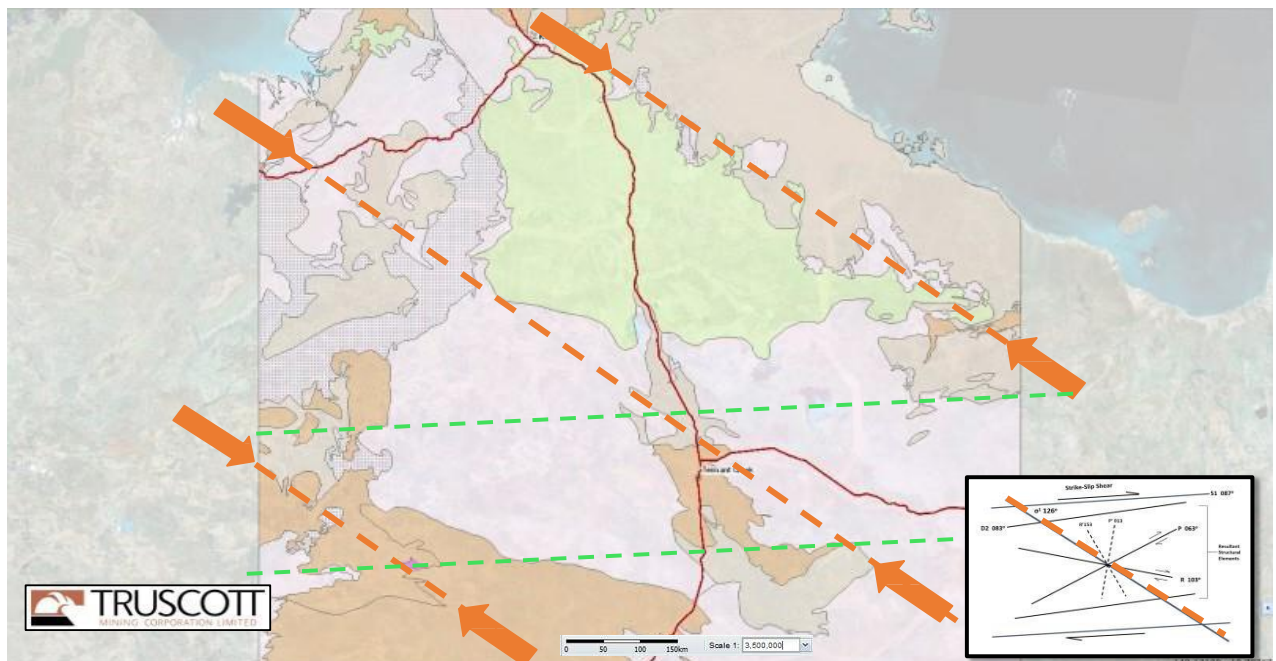 TRUSCOTT
MINING CORPORATION LIMITED
0 50 100 150km
Scale 1: 3,500,000
Strike-Slip Shear
S1 087°
σ¹ 126°
D2 083°
P 063°
Resultant
Structural
Elements
R 103°